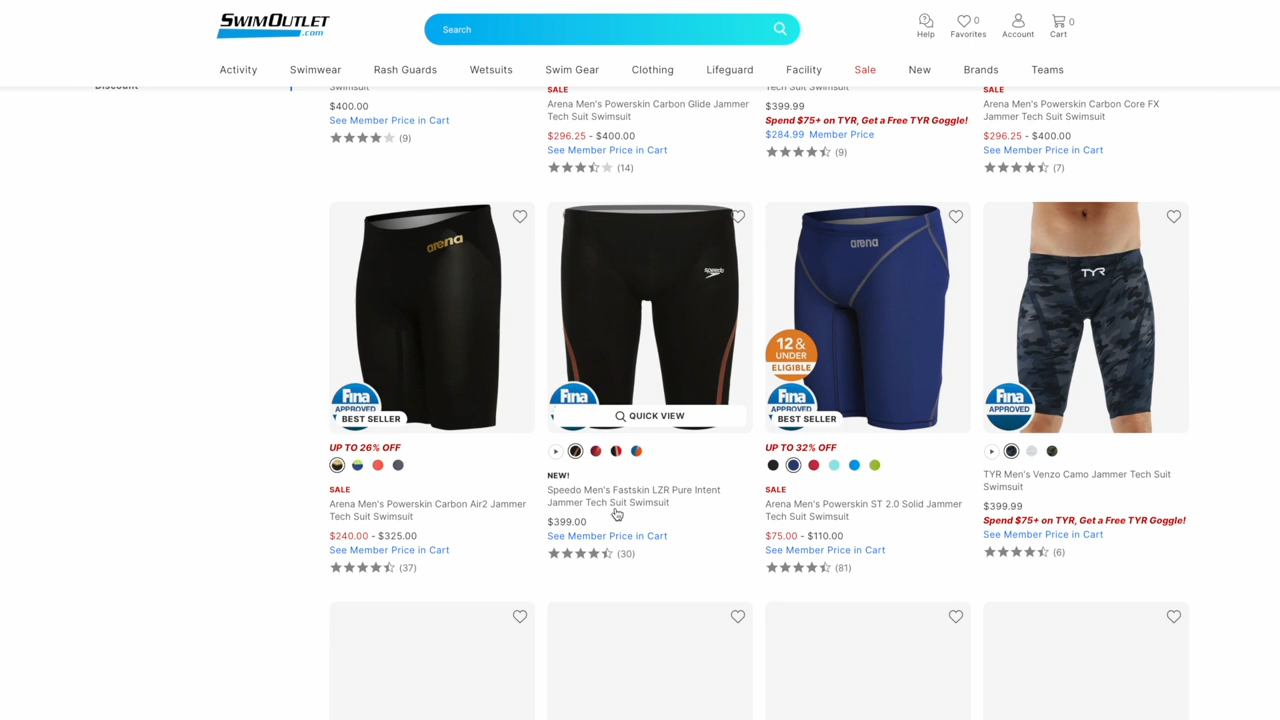 SWIMOUTLET
.com
Search
Help
Favorites
0
Account
Cart
0
Activity
Swimwear
Rash Guards
Wetsuits
Swim Gear
Clothing
Lifeguard
Facility
Sale
New
Brands
Teams
Discount
Swimsuit
$400.00
See Member Price in Cart
(9)
SALE
Arena Men's Powerskin Carbon Glide Jammer
Tech Suit Swimsuit
$296.25 - $400.00
See Member Price in Cart
(14)
Tech Suit Swimsuit
$399.99
Spend $75+ on TYR, Get a Free TYR Goggle!
$284.99 Member Price
(9)
SALE
Arena Men's Powerskin Carbon Core FX
Jammer Tech Suit Swimsuit
$296.25 - $400.00
See Member Price in Cart
(7)
arena
Fina
APPROVED
BEST SELLER
UP TO 26% OFF
SALE
Arena Men's Powerskin Carbon Air2 Jammer
Tech Suit Swimsuit
$240.00 - $325.00
See Member Price in Cart
(37)
speedo
Fina
QUICK VIEW
NEW!
Speedo Men's Fastskin LZR Pure Intent
Jammer Tech Suit Swimsuit
$399.00
See Member Price in Cart
(30)
arena
12 &
UNDER
ELIGIBLE
Fina
APPROVED
BEST SELLER
UP TO 32% OFF
SALE
Arena Men's Powerskin ST 2.0 Solid Jammer
Tech Suit Swimsuit
$75.00 - $110.00
See Member Price in Cart
(81)
TYR
Fina
APPROVED
TYR Men's Venzo Camo Jammer Tech Suit
Swimsuit
$399.99
Spend $75+ on TYR, Get a Free TYR Goggle!
See Member Price in Cart
(6)